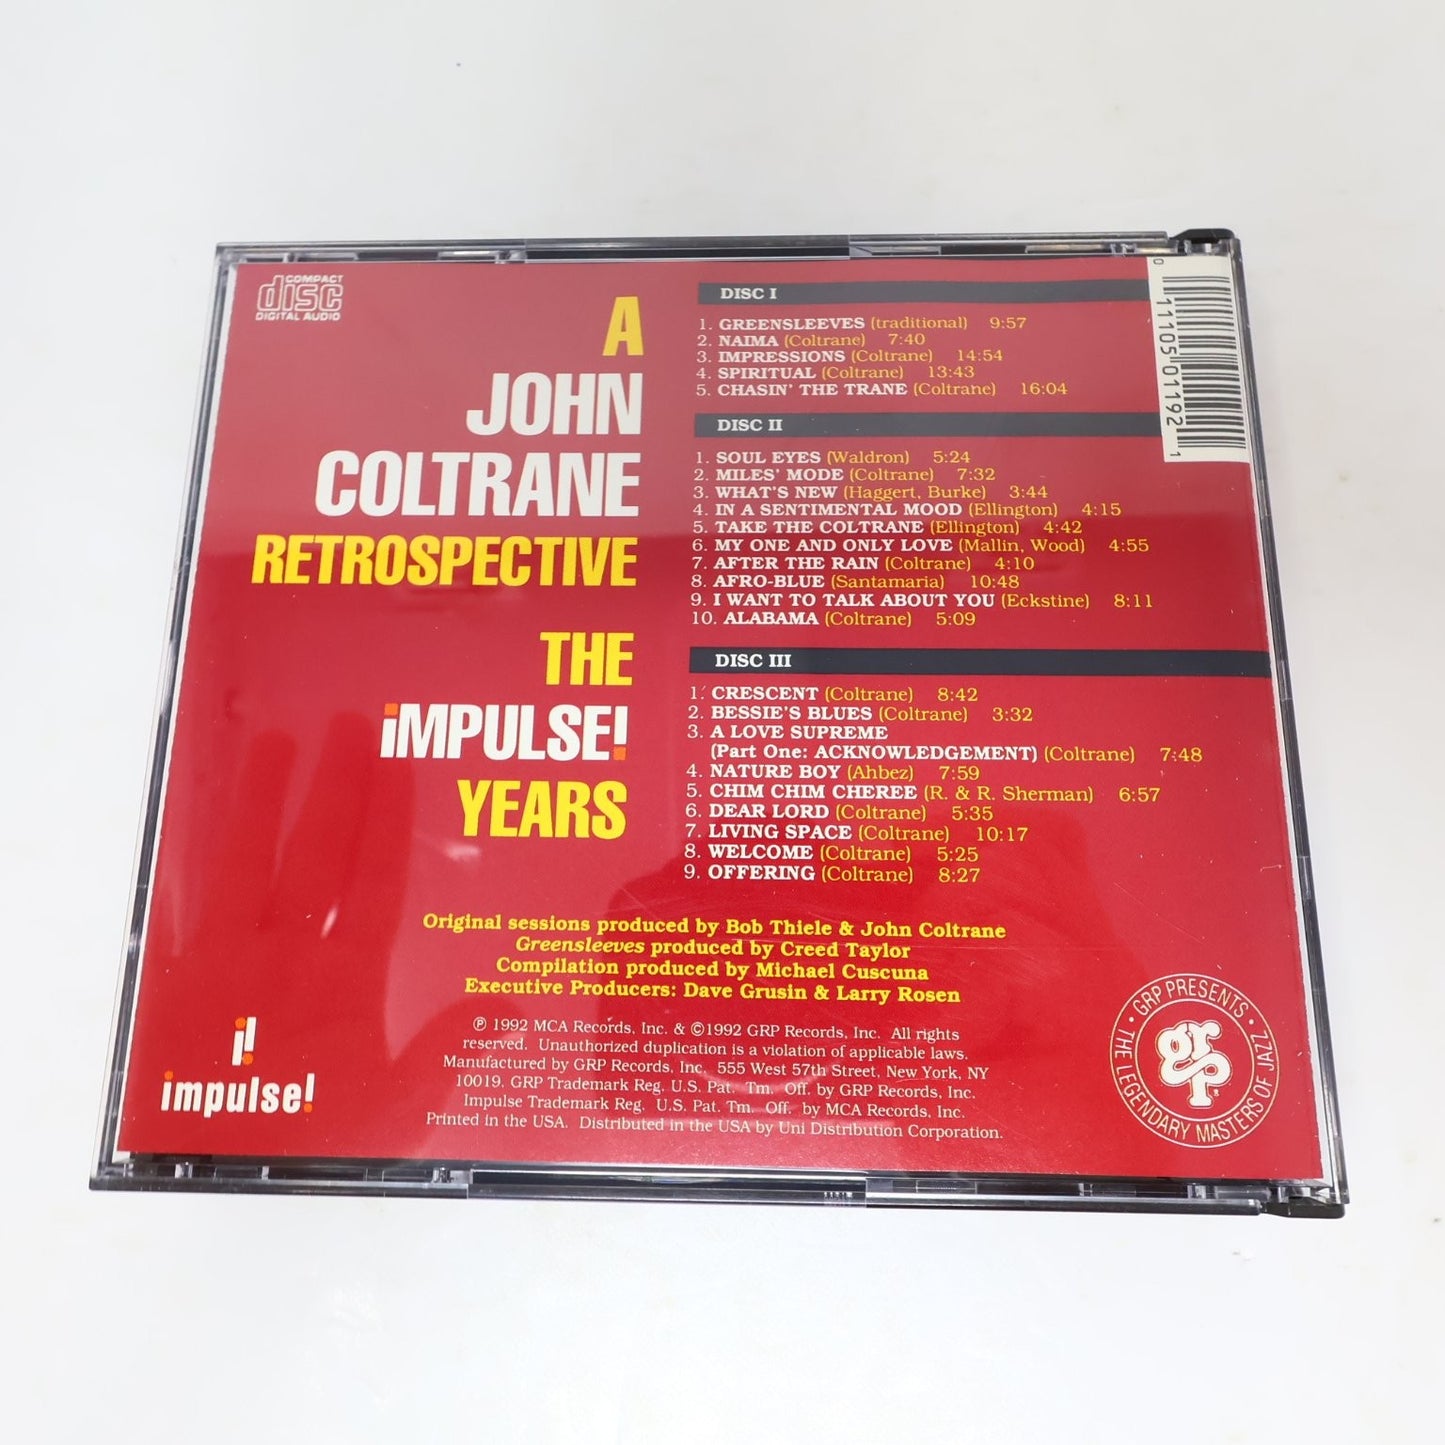 COMPACT
disc
DIGITAL AUDIO
A
JOHN
COLTRANE
RETROSPECTIVE
THE
iMPULSE!
YEARS
DISC I
1. GREENSLEEVES (traditional) 9:57
2. NAIMA (Coltrane) 7:40
3. IMPRESSIONS (Coltrane) 14:54
4. SPIRITUAL (Coltrane) 13:43
5. CHASIN' THE TRANE (Coltrane) 16:04
DISC II
1. SOUL EYES (Waldron) 5:24
2. MILES' MODE (Coltrane) 7:32
3. WHAT'S NEW (Haggert, Burke) 3:44
4. IN A SENTIMENTAL MOOD (Ellington) 4:15
5. TAKE THE COLTRANE (Ellington) 4:42
6. MY ONE AND ONLY LOVE (Mallin, Wood) 4:55
7. AFTER THE RAIN (Coltrane) 4:10
8. AFRO-BLUE (Santamaria) 10:48
9. I WANT TO TALK ABOUT YOU (Eckstine) 8:11
10. ALABAMA (Coltrane) 5:09
DISC III
1. CRESCENT (Coltrane) 8:42
2. BESSIE'S BLUES (Coltrane) 3:32
3. A LOVE SUPREME
(Part One: ACKNOWLEDGEMENT) (Coltrane) 7:48
4. NATURE BOY (Ahbez) 7:59
5. CHIM CHIM CHEREE (R. & R. Sherman) 6:57
6. DEAR LORD (Coltrane) 5:35
7. LIVING SPACE (Coltrane) 10:17
8. WELCOME (Coltrane) 5:25
9. OFFERING (Coltrane) 8:27
0 11105 01192 1
Original sessions produced by Bob Thiele & John Coltrane
Greensleeves produced by Creed Taylor
Compilation produced by Michael Cuscuna
Executive Producers: Dave Grusin & Larry Rosen
℗ 1992 MCA Records, Inc. & ©1992 GRP Records, Inc. All rights
reserved. Unauthorized duplication is a violation of applicable laws.
Manufactured by GRP Records, Inc. 555 West 57th Street, New York, NY
10019. GRP Trademark Reg. U.S. Pat. Tm. Off. by GRP Records, Inc.
Impulse Trademark Reg. U.S. Pat. Tm. Off. by MCA Records, Inc.
Printed in the USA. Distributed in the USA by Uni Distribution Corporation.
i!
impulse!
GRP PRESENTS • THE LEGENDARY MASTERS OF JAZZ •
grp